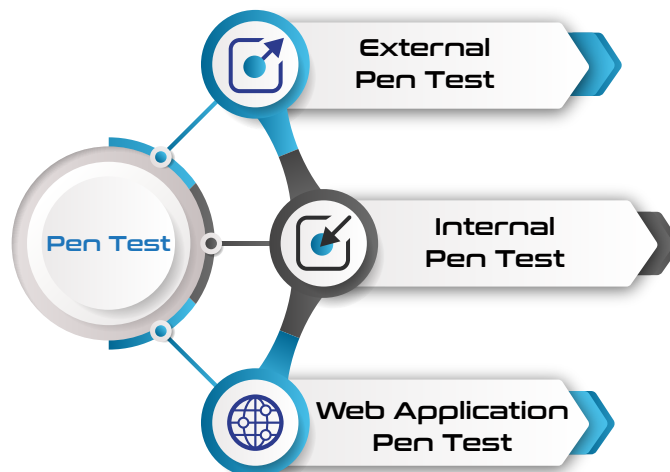 External
Pen Test
Pen Test
Internal
Pen Test
Web Application
Pen Test